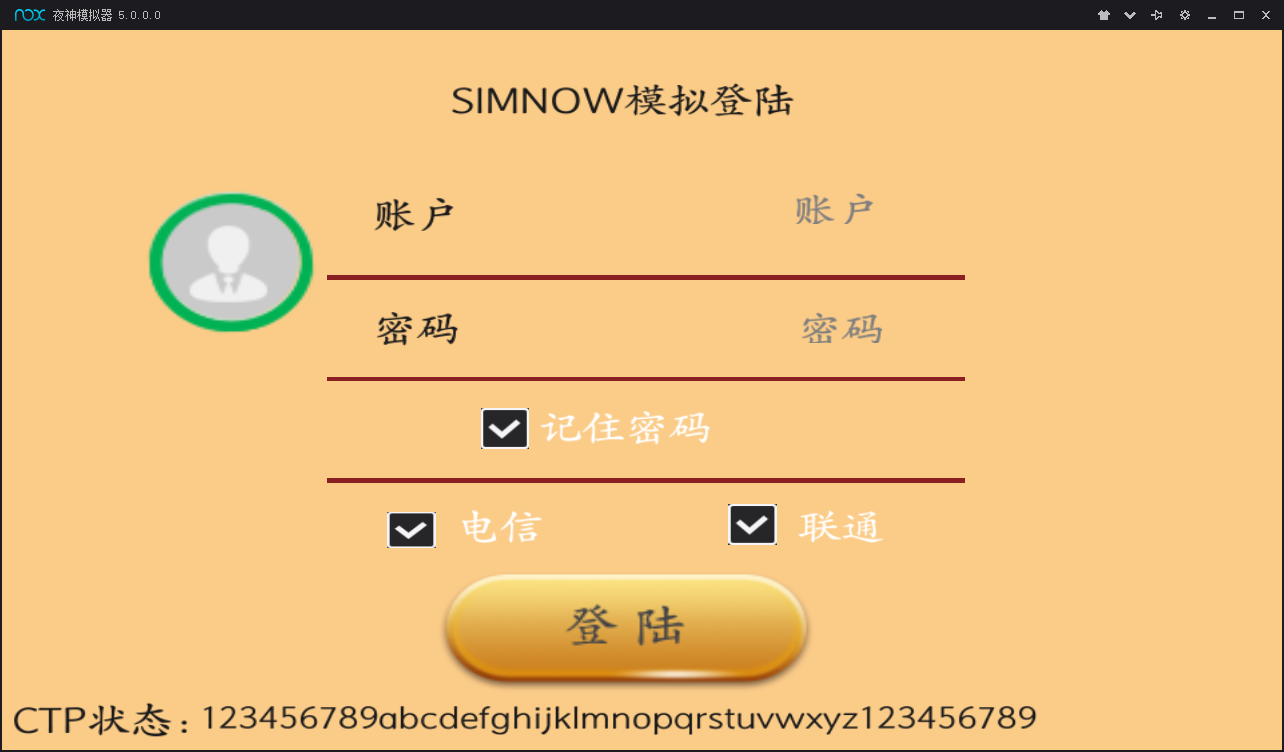 nox 夜神模拟器 5.0.0.0
SIMNOW模拟登陆
账户 账户
密码 密码
记住密码
电信 联通
登 陆
CTP状态: 123456789abcdefghijklmnopqrstuvwxyz123456789